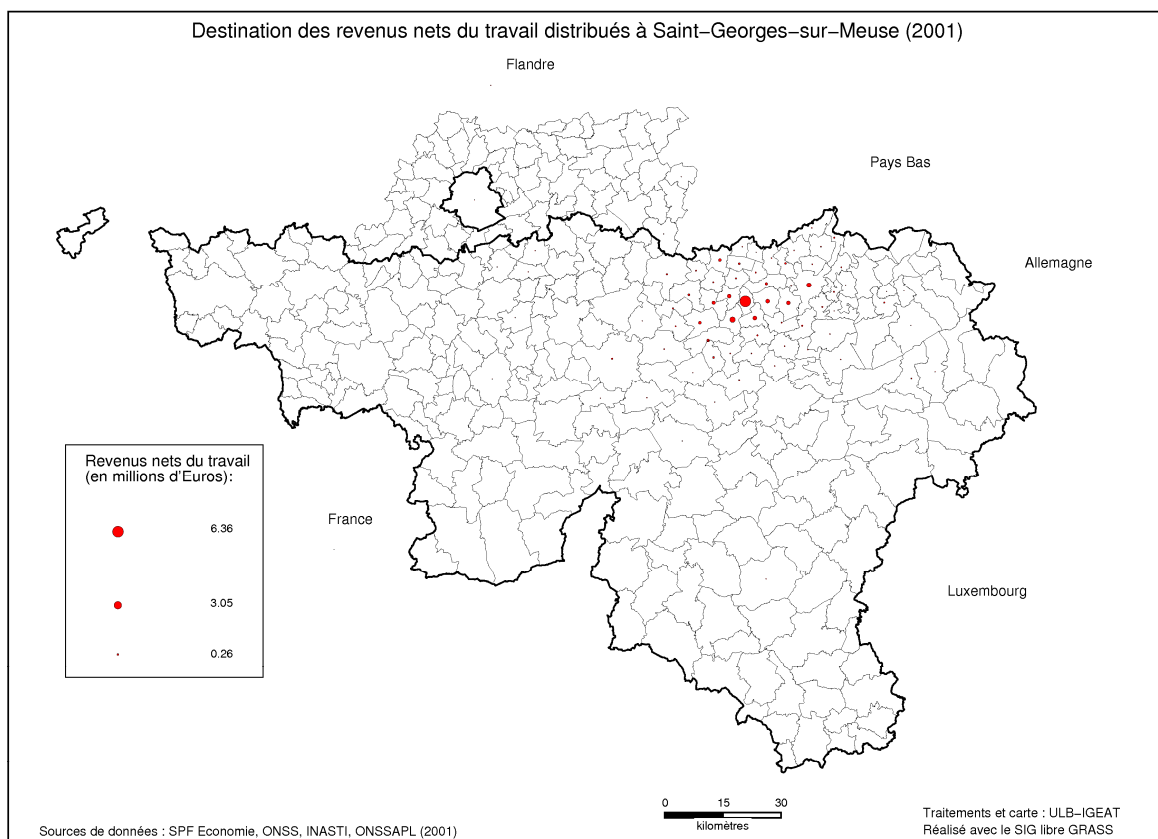 Destination des revenus nets du travail distribués à Saint−Georges−sur−Meuse (2001)
Flandre
Pays Bas
Allemagne
Revenus nets du travail
(en millions d'Euros):
6.36
3.05
0.26
France
Luxembourg
0 15 30
kilomètres
Sources de données : SPF Economie, ONSS, INASTI, ONSSAPL (2001)
Traitements et carte : ULB−IGEAT
Réalisé avec le SIG libre GRASS